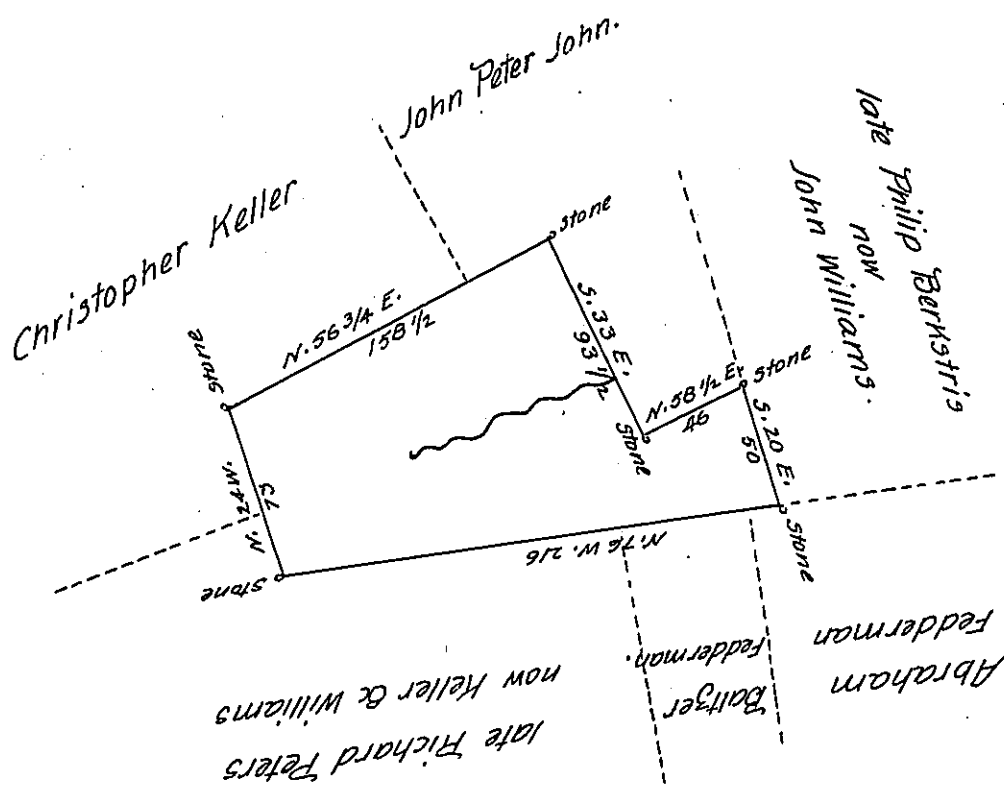 John Peter John.
Christopher Keller
late Philip Berkstris
now
John Williams.
Stone
N. 56 3/4 E.
158 1/2
Stone
S. 33 E.
93 1/2
Stone
N. 58 1/2 E.
46
Stone
S. 20 E.
50
Stone
N. 76 W. 216
Stone
N. 24 W.
75
Abraham
Fedderman
Baltzer
Fedderman.
late Richard Peters
now Keller & Williams